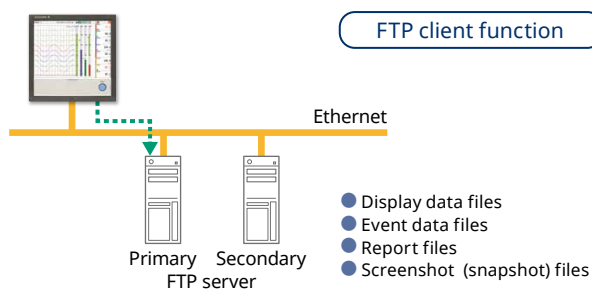 FTP client function
Ethernet
Primary Secondary
FTP server
Display data files
Event data files
Report files
Screenshot (snapshot) files